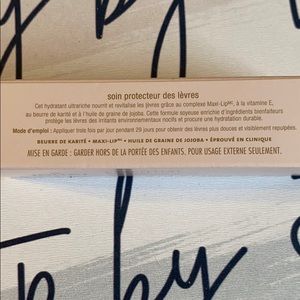 y by
soin protecteur des lèvres
Cet hydratant ultrariche nourrit et revitalise les lèvres grâce au complexe Maxi-Lipᴹᶜ, à la vitamine E,
au beurre de karité et à l'huile de graine de jojoba. Cette formule soyeuse enrichie d'ingrédients bienfaiteurs
protège les lèvres des irritants environnementaux nocifs et procure une hydratation durable.
Mode d'emploi : Appliquer trois fois par jour pendant 29 jours pour obtenir des lèvres plus douces et visiblement repulpées.
BEURRE DE KARITÉ • MAXI-LIPᴹᶜ • HUILE DE GRAINE DE JOJOBA • ÉPROUVÉ EN CLINIQUE
MISE EN GARDE : GARDER HORS DE LA PORTÉE DES ENFANTS. POUR USAGE EXTERNE SEULEMENT.
p by